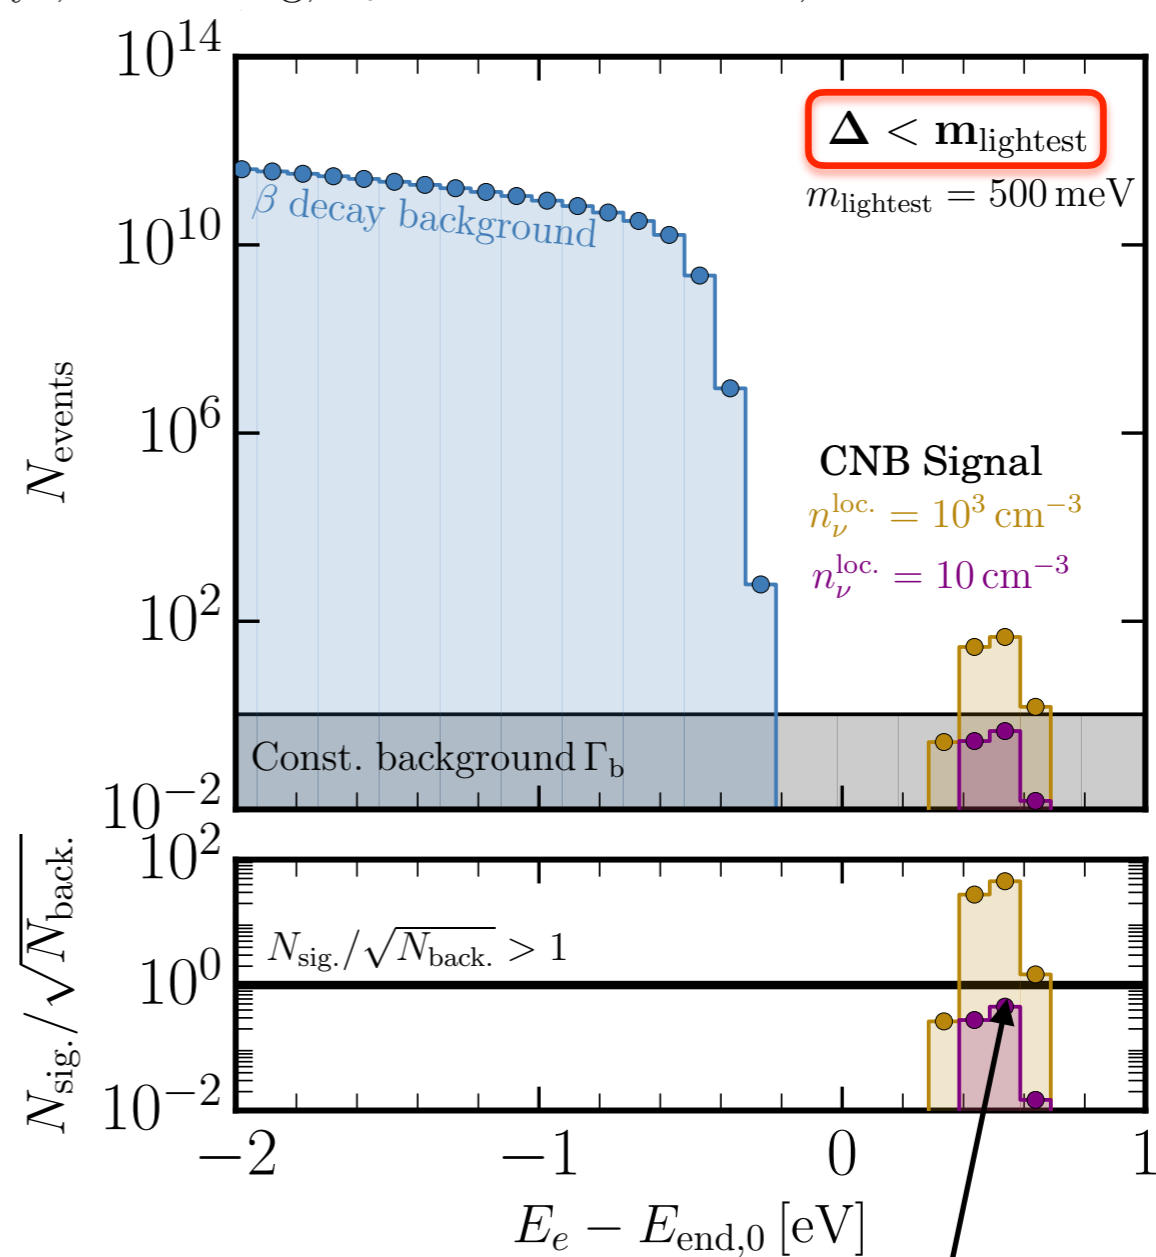 10^14
Δ < m_lightest
m_lightest = 500 meV
β decay background
10^10
N_events
10^6
CNB Signal
n_ν^loc. = 10^3 cm^−3
n_ν^loc. = 10 cm^−3
10^2
Const. background Γ_b
10^−2
10^2
N_sig./√N_back.
N_sig./√N_back. > 1
10^0
10^−2
−2 −1 0 1
E_e − E_end,0 [eV]